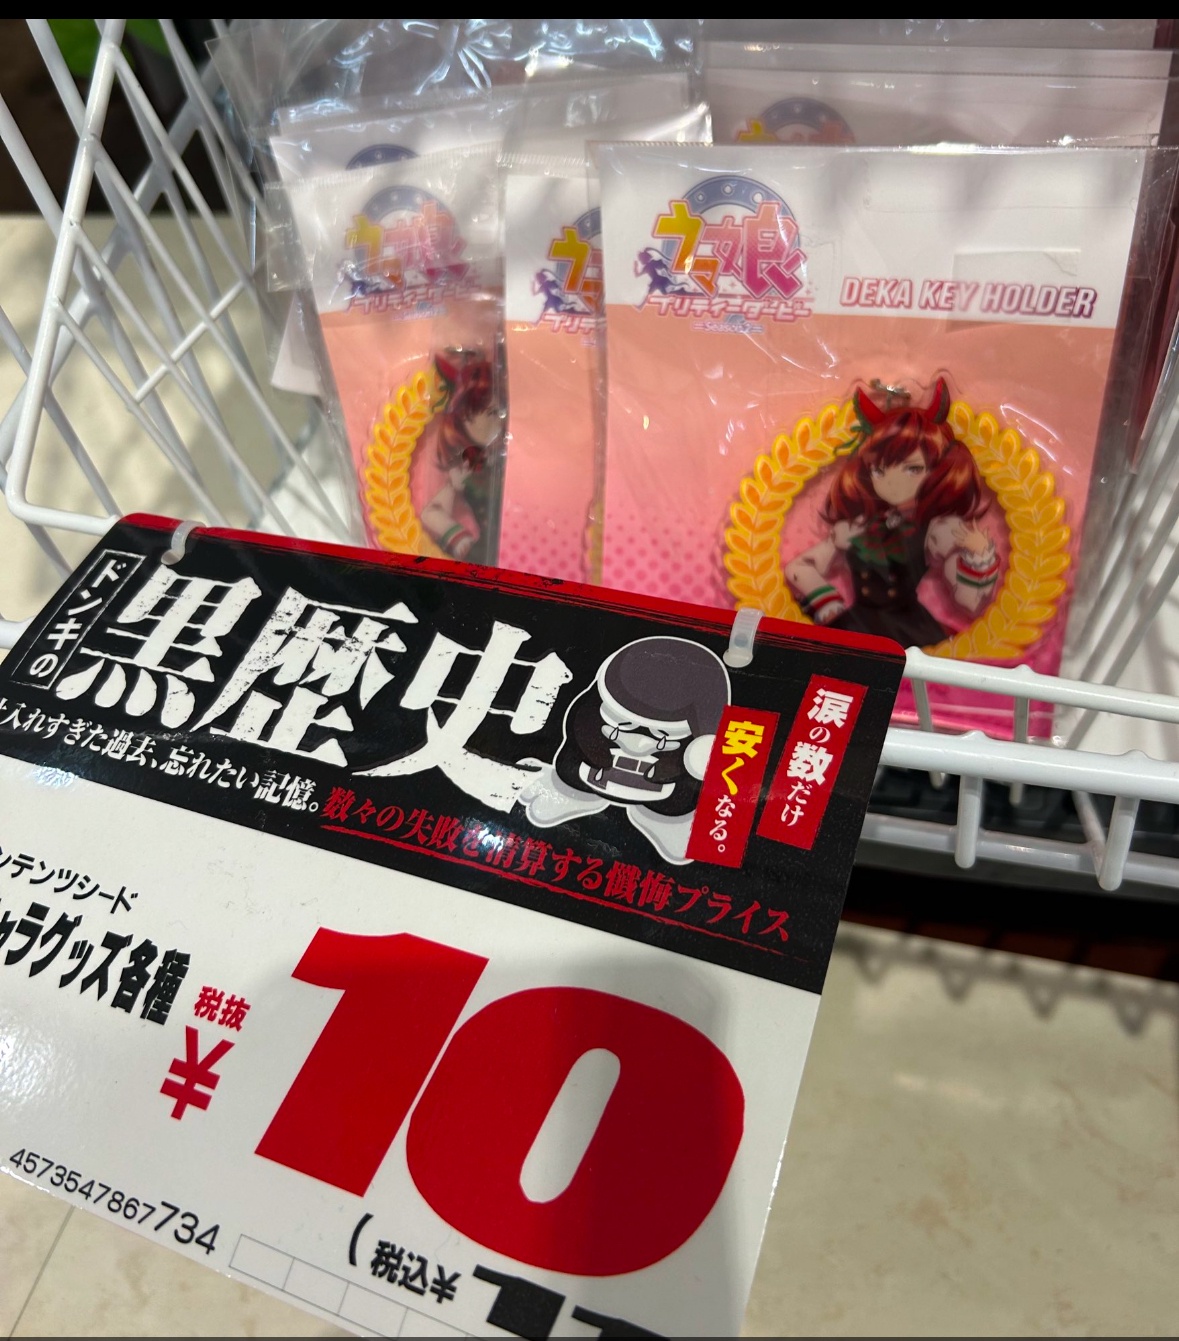 ウマ娘
プリティーダービー
Season 2
DEKA KEY HOLDER
ドンキの
黒歴史
入れすぎた過去、忘れたい記憶。
数々の失敗を清算する懺悔プライス
涙の数だけ
安くなる。
ンテンツシード
ャラグッズ各種
税抜
¥10
4573547867734
(税込¥